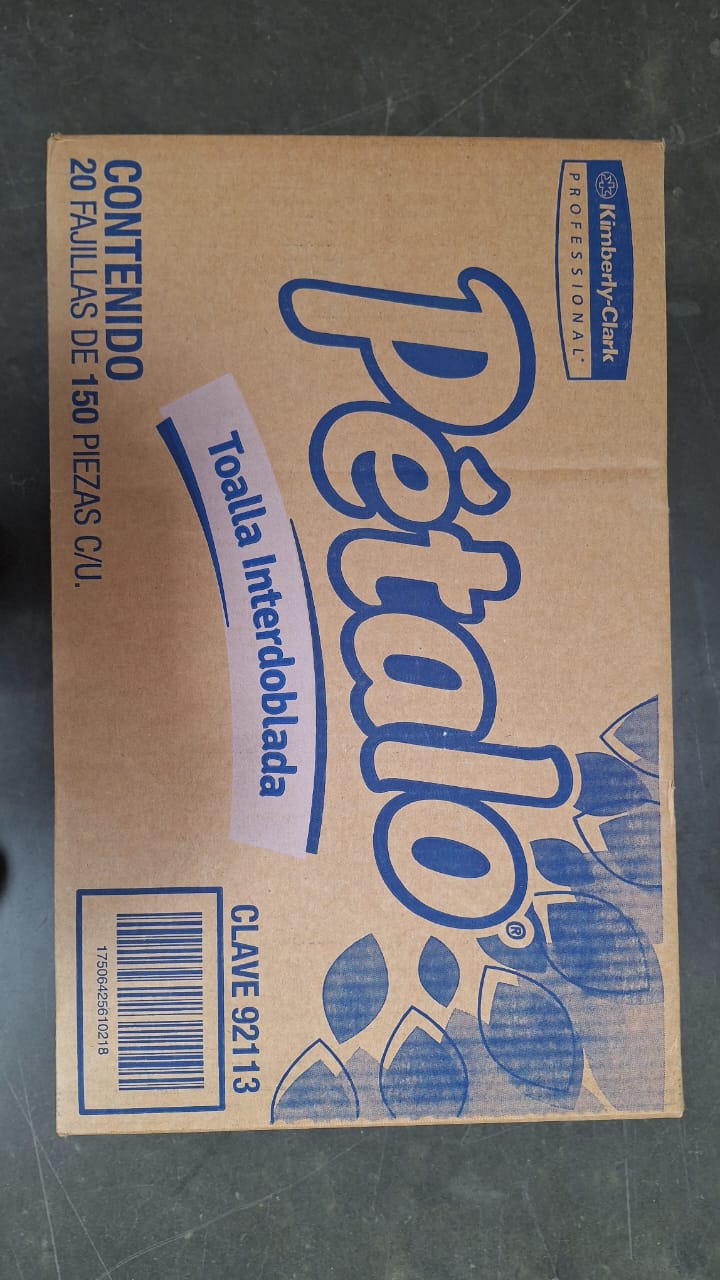 Kimberly-Clark
PROFESSIONAL*
Pétalo®
Toalla Interdoblada
CONTENIDO
20 FAJILLAS DE 150 PIEZAS C/U.
CLAVE 92113
17506425610218